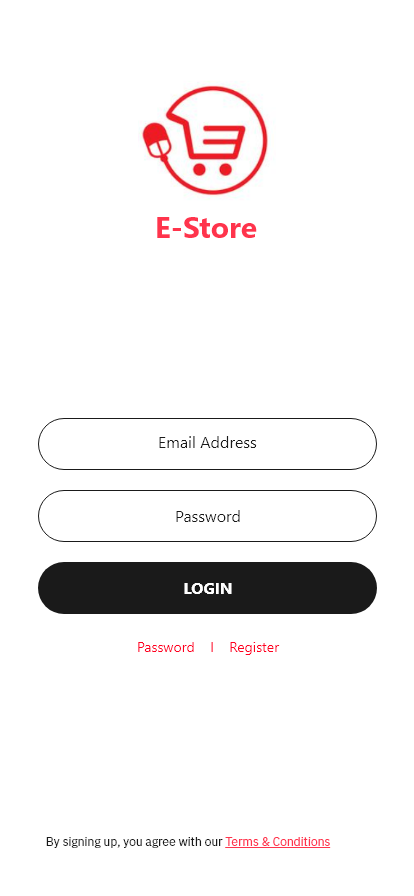 E-Store
Email Address
Password
LOGIN
Password | Register
By signing up, you agree with our Terms & Conditions